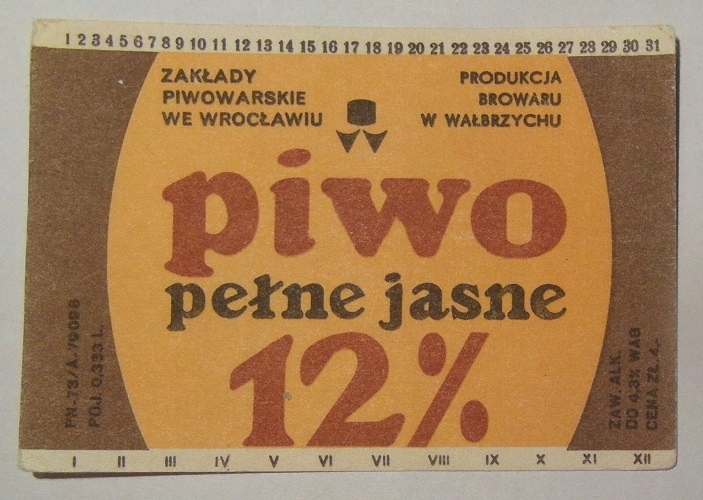 1 2 3 4 5 6 7 8 9 10 11 12 13 14 15 16 17 18 19 20 21 22 23 24 25 26 27 28 29 30 31
ZAKŁADY
PIWOWARSKIE
WE WROCŁAWIU
PRODUKCJA
BROWARU
W WAŁBRZYCHU
piwo
pełne jasne
12%
PN-73/A-79098
POJ. 0,333 L.
ZAW. ALK.
DO 4,3% WAG
CENA ZŁ 4,-
I II III IV V VI VII VIII IX X XI XII